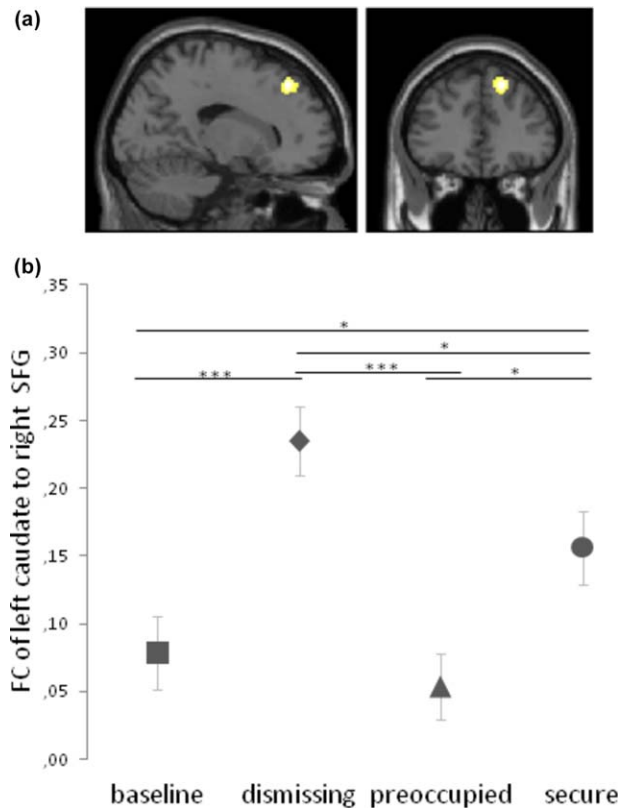 (a)
(b)
FC of left caudate to right SFG
,35
,30
,25
,20
,15
,10
,05
,00
*
*
*** *** *
baseline dismissing preoccupied secure